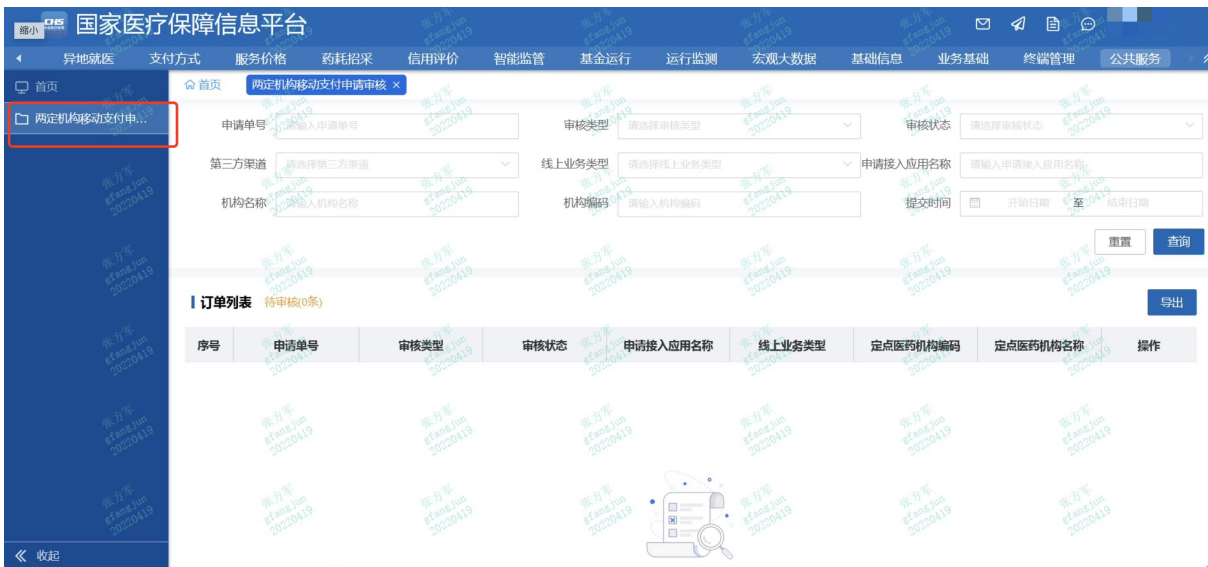 缩小 CHS 国家医疗保障信息平台
异地就医 支付方式 服务价格 药耗招采 信用评价 智能监管 基金运行 运行监测 宏观大数据 基础信息 业务基础 终端管理 公共服务
首页
两定机构移动支付申...
首页 两定机构移动支付申请审核 ×
申请单号 请输入申请单号 审核类型 请选择审核类型 审核状态 请选择审核状态
第三方渠道 请选择第三方渠道 线上业务类型 请选择线上业务类型 申请接入应用名称 请输入申请接入应用名称
机构名称 请输入机构名称 机构编码 请输入机构编码 提交时间 开始日期 至 结束日期
重置 查询
订单列表 待审核(0条) 导出
序号 申请单号 审核类型 审核状态 申请接入应用名称 线上业务类型 定点医药机构编码 定点医药机构名称 操作
收起
张方军
gfangjun
20220419